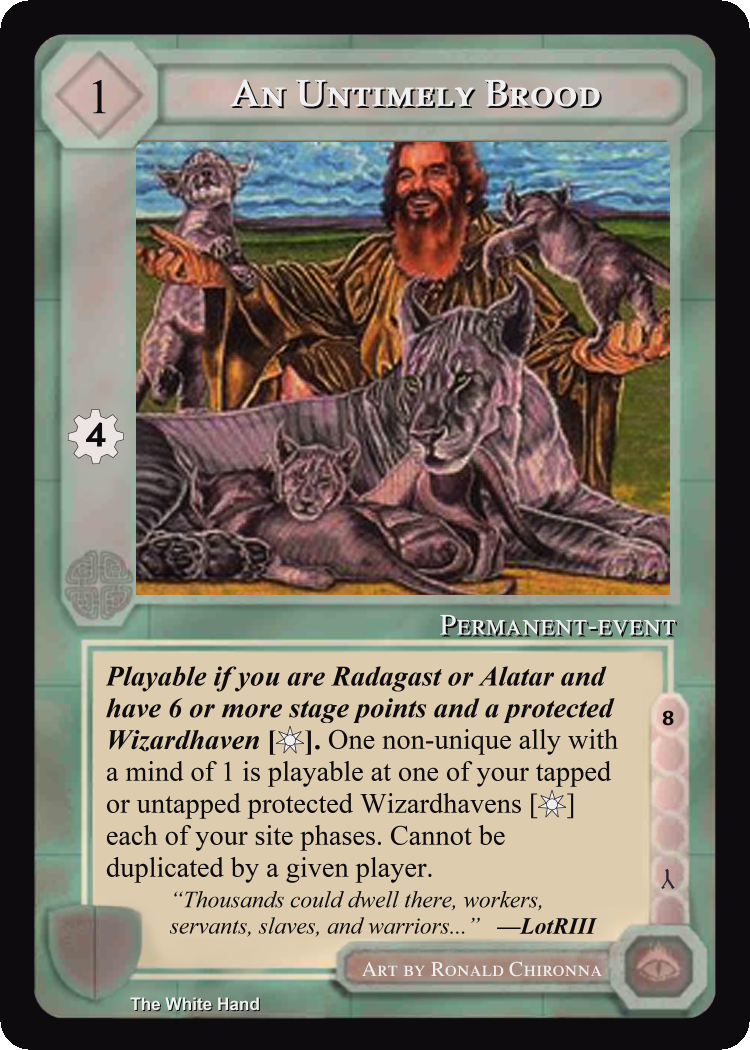 1
An Untimely Brood
4
Permanent-event
Playable if you are Radagast or Alatar and
have 6 or more stage points and a protected
Wizardhaven [ ]. One non-unique ally with
a mind of 1 is playable at one of your tapped
or untapped protected Wizardhavens [ ]
each of your site phases. Cannot be
duplicated by a given player.
8
“Thousands could dwell there, workers,
servants, slaves, and warriors...” —LotRIII
Art by Ronald Chironna
The White Hand